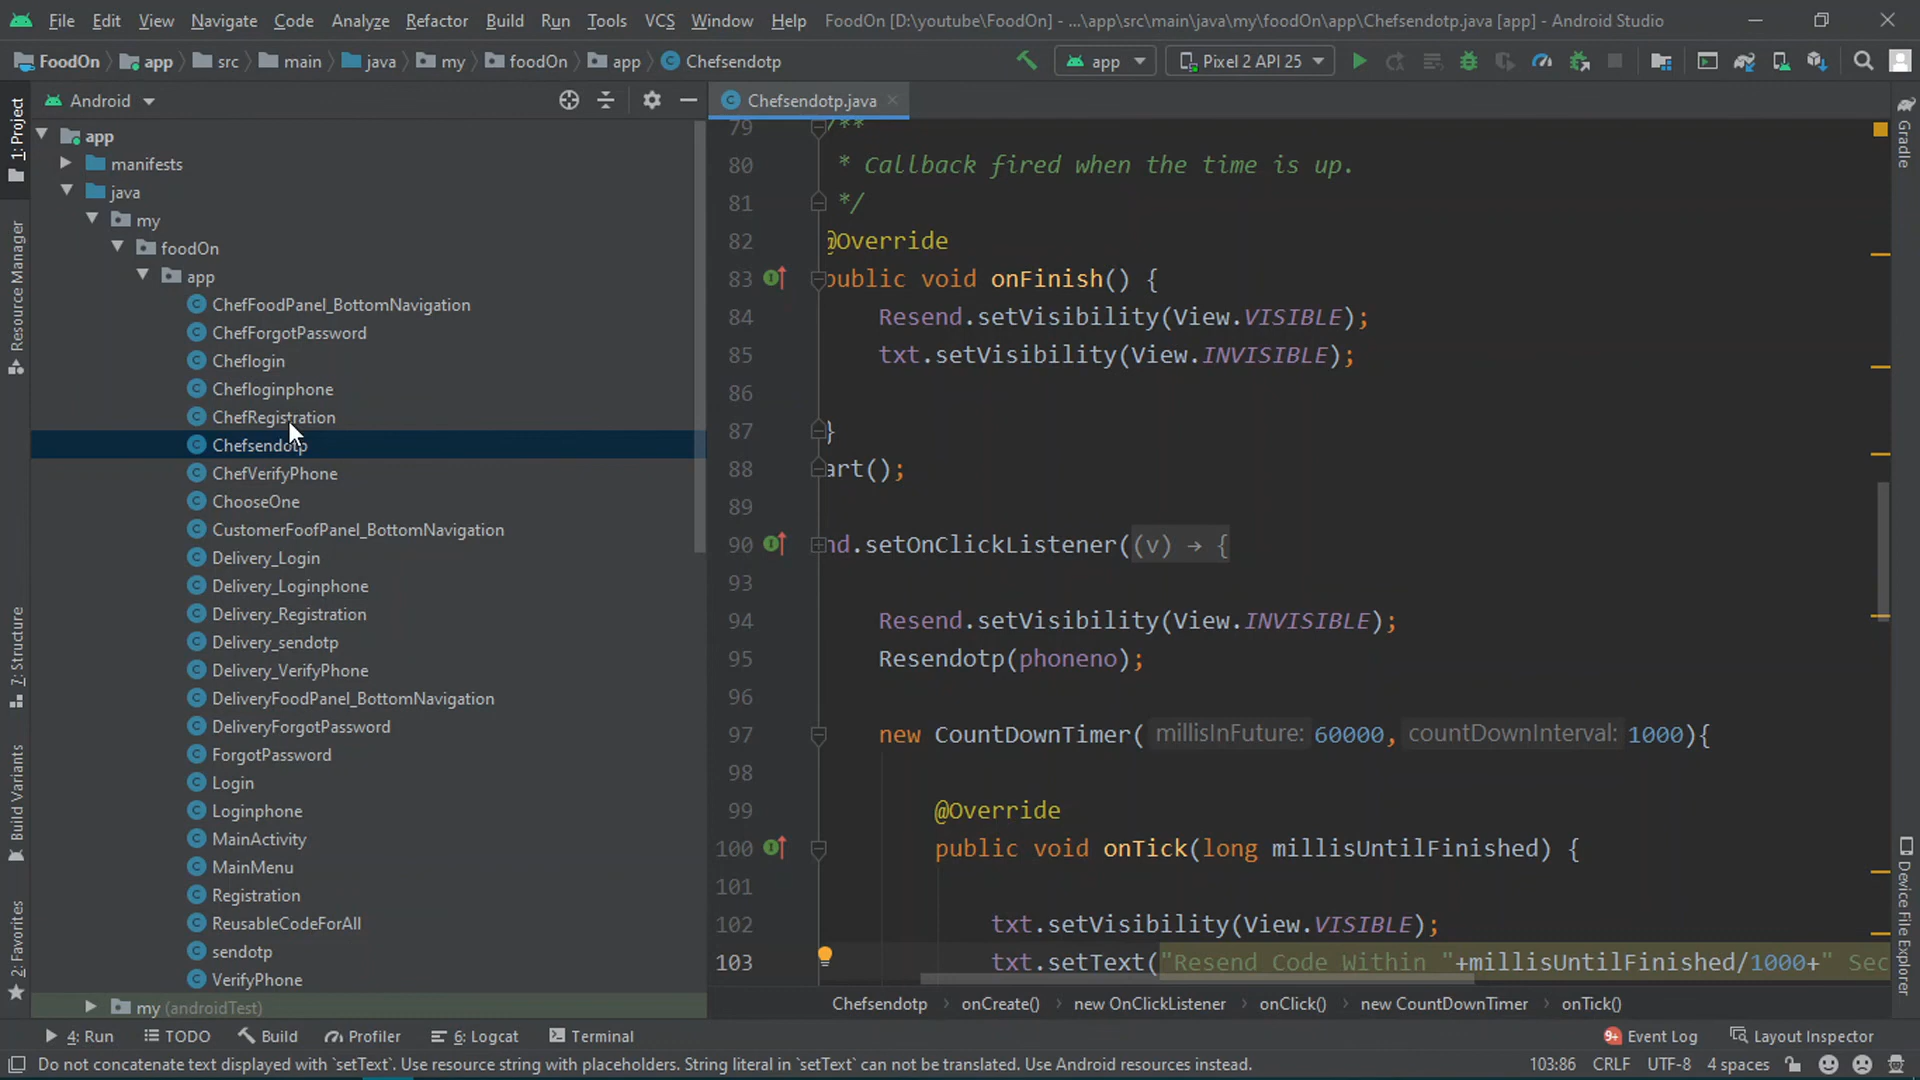 File Edit View Navigate Code Analyze Refactor Build Run Tools VCS Window Help FoodOn [D:\youtube\FoodOn] - ...\app\src\main\java\my\foodOn\app\Chefsendotp.java [app] - Android Studio
FoodOn app src main java my foodOn app Chefsendotp app Pixel 2 API 25
Android
Chefsendotp.java
1: Project
Resource Manager
7: Structure
Build Variants
2: Favorites
app
manifests
java
my
foodOn
app
ChefFoodPanel_BottomNavigation
ChefForgotPassword
Cheflogin
Chefloginphone
ChefRegistration
Chefsendotp
ChefVerifyPhone
ChooseOne
CustomerFoofPanel_BottomNavigation
Delivery_Login
Delivery_Loginphone
Delivery_Registration
Delivery_sendotp
Delivery_VerifyPhone
DeliveryFoodPanel_BottomNavigation
DeliveryForgotPassword
ForgotPassword
Login
Loginphone
MainActivity
MainMenu
Registration
ReusableCodeForAll
sendotp
VerifyPhone
my (androidTest)
79 /**
80 * Callback fired when the time is up.
81 */
82 @Override
83 public void onFinish() {
84 Resend.setVisibility(View.VISIBLE);
85 txt.setVisibility(View.INVISIBLE);
86
87 }
88 art();
89
90 nd.setOnClickListener((v) → {
93
94 Resend.setVisibility(View.INVISIBLE);
95 Resendotp(phoneno);
96
97 new CountDownTimer( millisInFuture: 60000, countDownInterval: 1000){
98
99 @Override
100 public void onTick(long millisUntilFinished) {
101
102 txt.setVisibility(View.VISIBLE);
103 txt.setText("Resend Code Within "+millisUntilFinished/1000+" Sec
Chefsendotp onCreate() new OnClickListener onClick() new CountDownTimer onTick()
Gradle
Device File Explorer
4: Run TODO Build Profiler 6: Logcat Terminal 9+ Event Log Layout Inspector
Do not concatenate text displayed with `setText`. Use resource string with placeholders. String literal in `setText` can not be translated. Use Android resources instead. 103:86 CRLF UTF-8 4 spaces